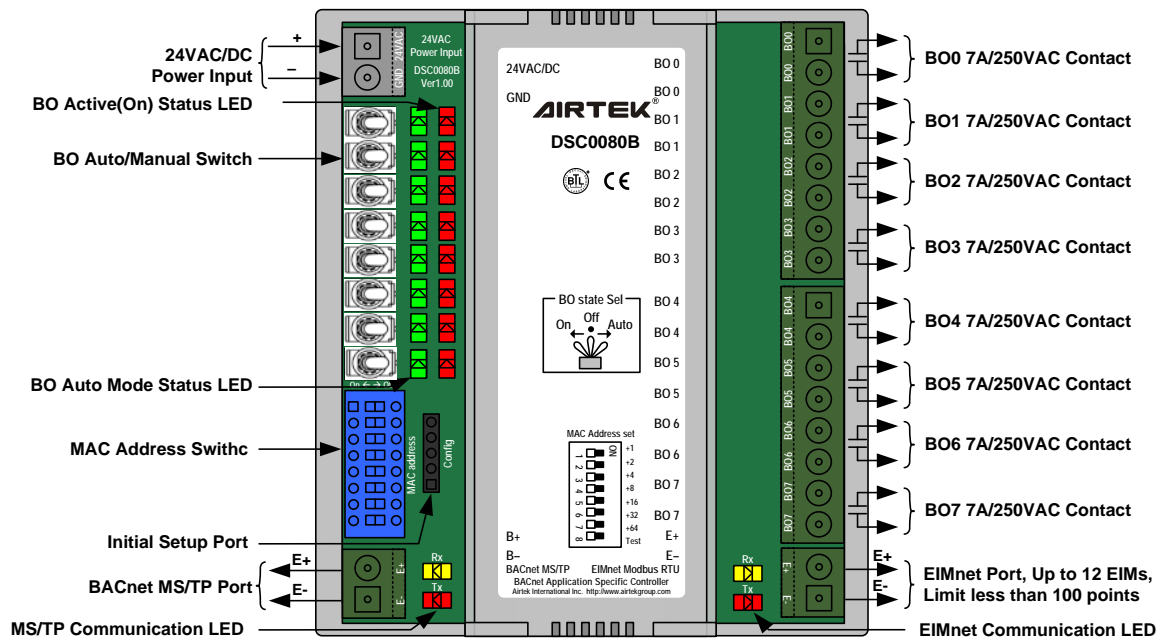 24VAC/DC
Power Input
+
−
BO Active(On) Status LED
BO Auto/Manual Switch
BO Auto Mode Status LED
MAC Address Swithc
Initial Setup Port
BACnet MS/TP Port
E+
E-
MS/TP Communication LED
24VAC
GND
24VAC
Power Input
DSC0080B
Ver1.00
On ← → O
MAC address
Config
E+
E-
Rx
Tx
24VAC/DC
GND
AIRTEK®
DSC0080B
BTL
CE
BO 0
BO 0
BO 1
BO 1
BO 2
BO 2
BO 3
BO 3
BO 4
BO 4
BO 5
BO 5
BO 6
BO 6
BO 7
BO 7
E+
E−
BO state Sel
On
Off
Auto
MAC Address set
ON
1 +1
2 +2
3 +4
4 +8
5 +16
6 +32
7 +64
8 Test
B+
B−
BACnet MS/TP
EIMnet Modbus RTU
BACnet Application Specific Controller
Airtek International Inc. http://www.airtekgroup.com
Rx
Tx
BO0
BO0
BO1
BO1
BO2
BO2
BO3
BO3
BO4
BO4
BO5
BO5
BO6
BO6
BO7
BO7
E+
E-
BO0 7A/250VAC Contact
BO1 7A/250VAC Contact
BO2 7A/250VAC Contact
BO3 7A/250VAC Contact
BO4 7A/250VAC Contact
BO5 7A/250VAC Contact
BO6 7A/250VAC Contact
BO7 7A/250VAC Contact
E+
E-
EIMnet Port, Up to 12 EIMs,
Limit less than 100 points
EIMnet Communication LED